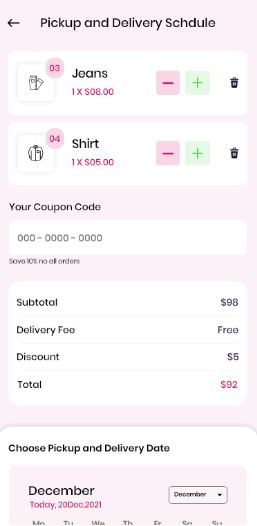 Pickup and Delivery Schdule
03
Jeans
1 X $08.00
04
Shirt
1 X $05.00
Your Coupon Code
000 - 0000 - 0000
Save 10% no all orders
Subtotal $98
Delivery Fee Free
Discount $5
Total $92
Choose Pickup and Delivery Date
December
December
Today, 20Dec,2021
Mo Tu We Th Fr Sa Su